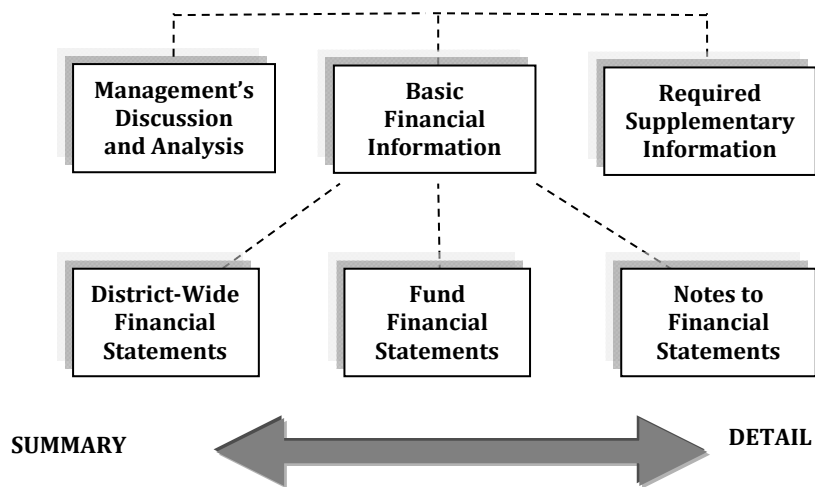 Management’s
Discussion
and Analysis
Basic
Financial
Information
Required
Supplementary
Information
District-Wide
Financial
Statements
Fund
Financial
Statements
Notes to
Financial
Statements
SUMMARY
DETAIL